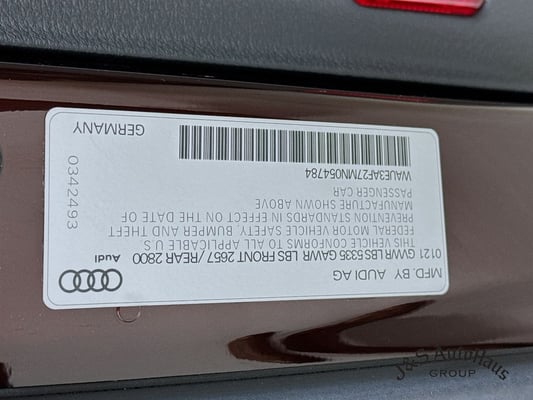 MFD. BY AUDI AG
01 21 GVWR LBS 5335 GAWR LBS FRONT 2657 / REAR 2800
THIS VEHICLE CONFORMS TO ALL APPLICABLE U.S.
FEDERAL MOTOR VEHICLE SAFETY, BUMPER AND THEFT
PREVENTION STANDARDS IN EFFECT ON THE DATE OF
MANUFACTURE SHOWN ABOVE
PASSENGER CAR
WAUE3AF27MN054784
Audi
0342493
GERMANY
J&S AutoHaus
GROUP